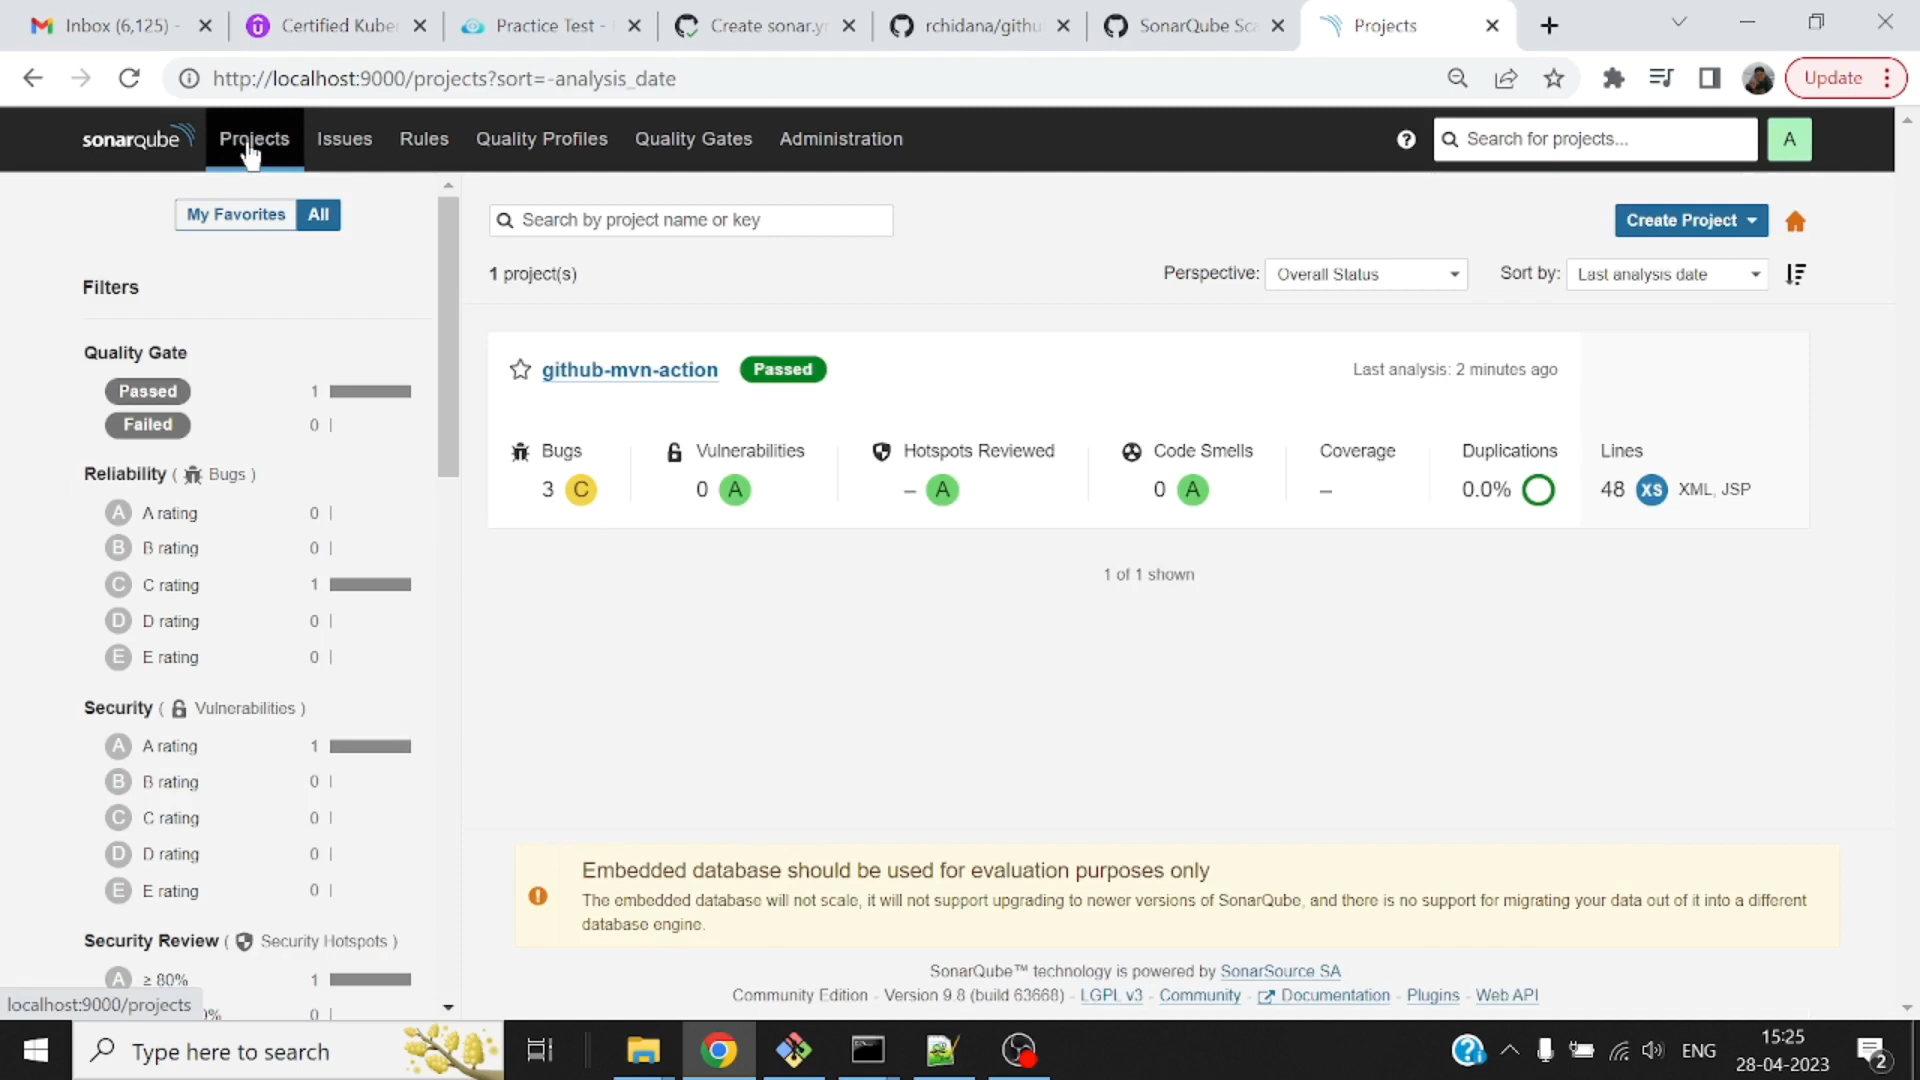 Inbox (6,125) -
Certified Kuber
Practice Test -
Create sonar.yr
rchidana/githu
SonarQube Sca
Projects
http://localhost:9000/projects?sort=-analysis_date
Update
sonarqube
Projects
Issues
Rules
Quality Profiles
Quality Gates
Administration
Search for projects...
A
My Favorites
All
Search by project name or key
Create Project
1 project(s)
Perspective:
Overall Status
Sort by:
Last analysis date
Filters
Quality Gate
Passed
1
Failed
0
Reliability ( Bugs )
A A rating 0
B B rating 0
C C rating 1
D D rating 0
E E rating 0
Security ( Vulnerabilities )
A A rating 1
B B rating 0
C C rating 0
D D rating 0
E E rating 0
Security Review ( Security Hotspots )
A ≥ 80% 1
0
github-mvn-action
Passed
Last analysis: 2 minutes ago
Bugs
Vulnerabilities
Hotspots Reviewed
Code Smells
Coverage
Duplications
Lines
3 C
0 A
– A
0 A
–
0.0%
48 XS XML, JSP
1 of 1 shown
Embedded database should be used for evaluation purposes only
The embedded database will not scale, it will not support upgrading to newer versions of SonarQube, and there is no support for migrating your data out of it into a different
database engine.
SonarQube™ technology is powered by SonarSource SA
Community Edition - Version 9.8 (build 63668) - LGPL v3 - Community - Documentation - Plugins - Web API
localhost:9000/projects
Type here to search
ENG
15:25
28-04-2023
2